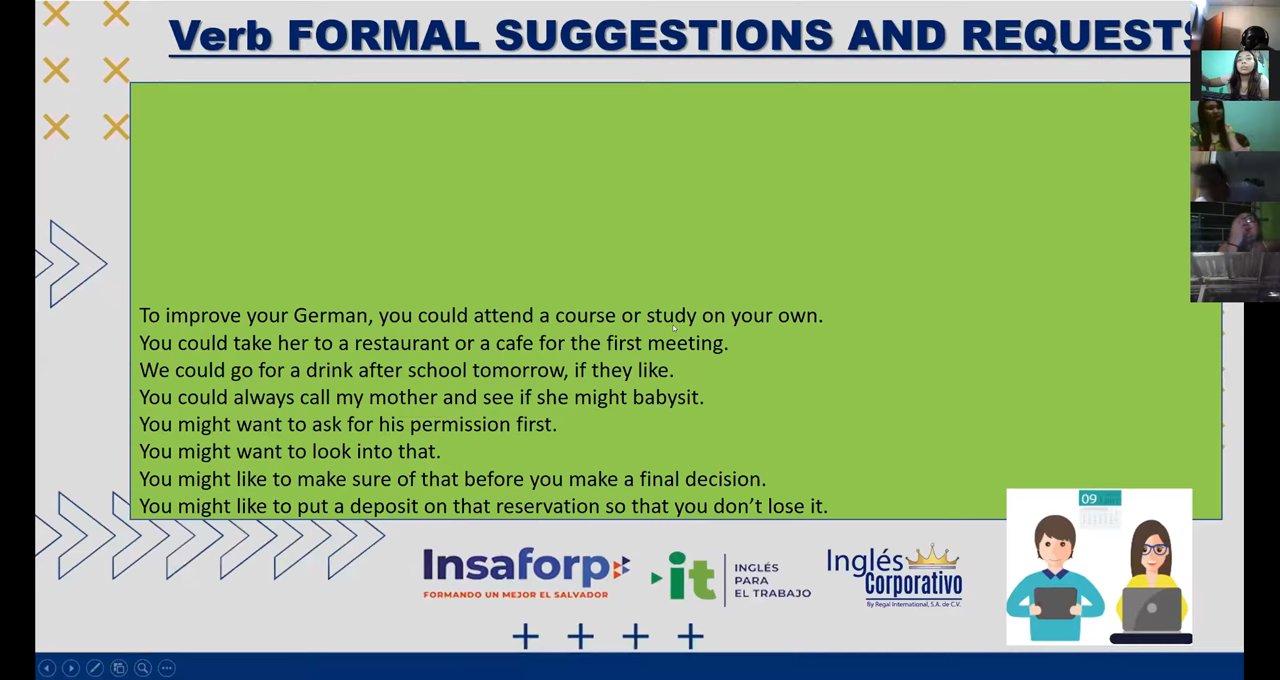 Verb FORMAL SUGGESTIONS AND REQUESTS
To improve your German, you could attend a course or study on your own.
You could take her to a restaurant or a cafe for the first meeting.
We could go for a drink after school tomorrow, if they like.
You could always call my mother and see if she might babysit.
You might want to ask for his permission first.
You might want to look into that.
You might like to make sure of that before you make a final decision.
You might like to put a deposit on that reservation so that you don’t lose it.
09
Insaforp
FORMANDO UN MEJOR EL SALVADOR
it
INGLÉS
PARA
EL TRABAJO
Inglés
Corporativo
By Regal International, S.A. de C.V.